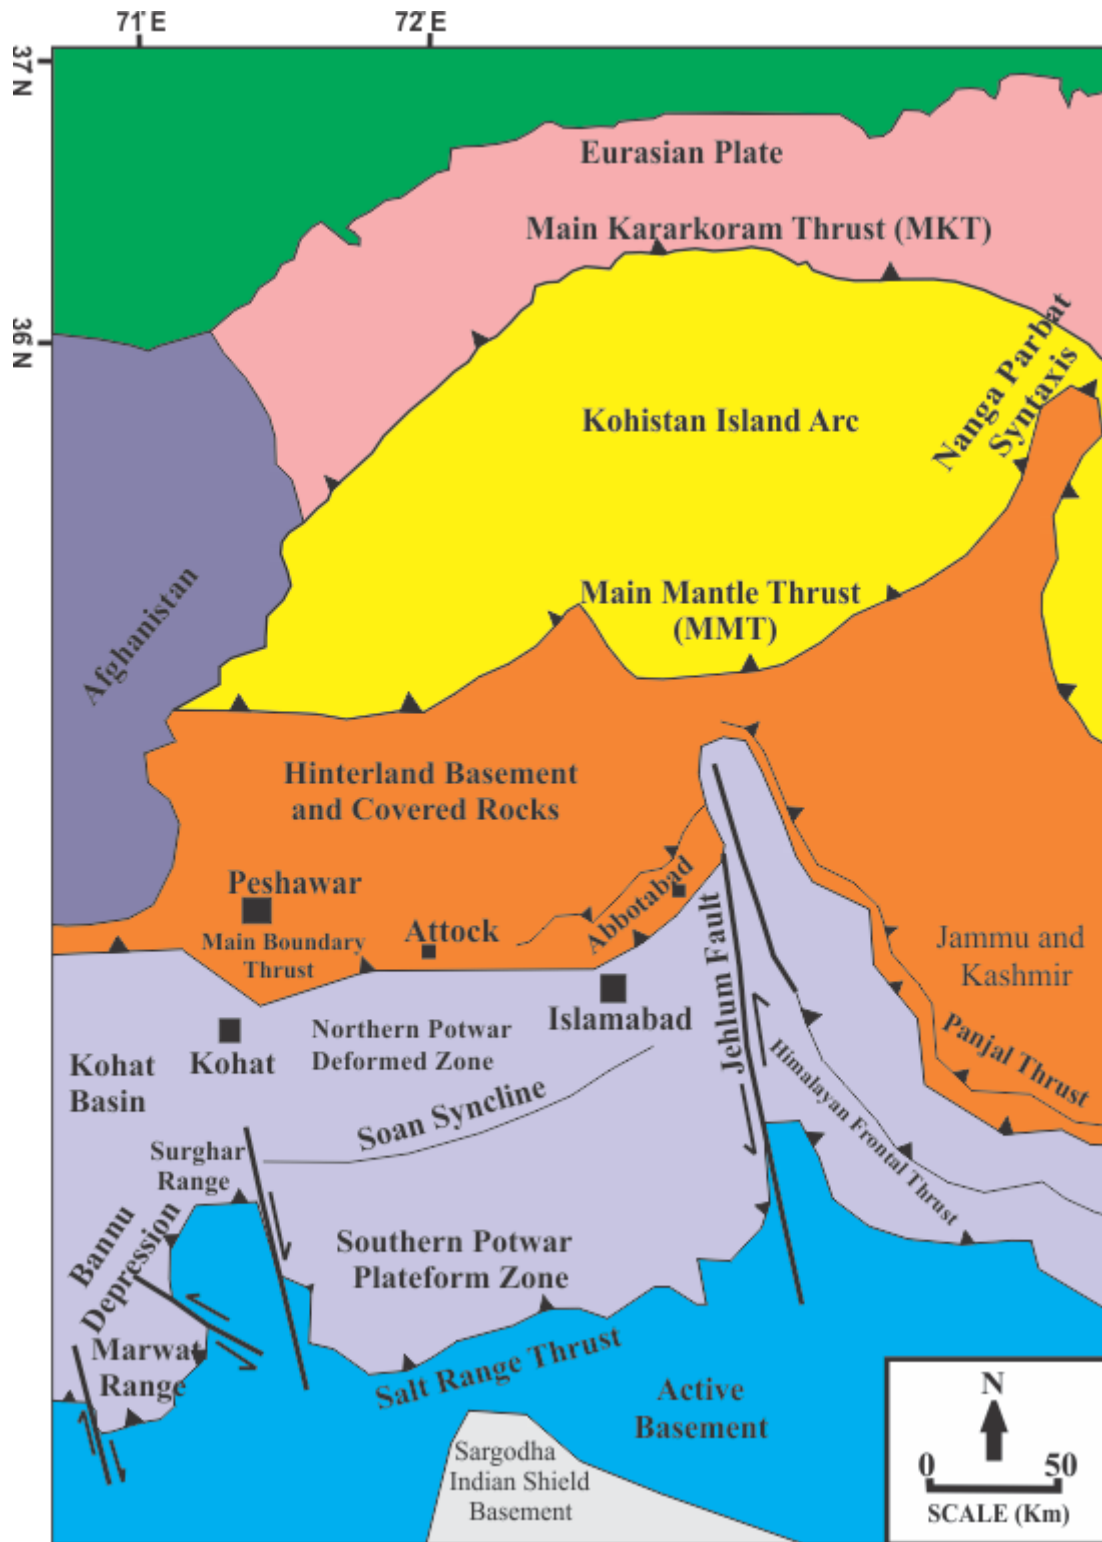 71°E
72°E
37°N
Eurasian Plate
Main Kararkoram Thrust (MKT)
36°N
Nanga Parbat
Syntaxis
Kohistan Island Arc
Main Mantle Thrust
(MMT)
Afghanistan
Hinterland Basement
and Covered Rocks
Peshawar
Main Boundary
Thrust
Attock
Abbotabad
Jammu and
Kashmir
Jehlum Fault
Islamabad
Northern Potwar
Deformed Zone
Kohat
Kohat
Basin
Panjal Thrust
Himalayan Frontal Thrust
Soan Syncline
Surghar
Range
Bannu
Depression
Southern Potwar
Plateform Zone
Marwat
Range
Salt Range Thrust
Active
Basement
Sargodha
Indian Shield
Basement
N
0 50
SCALE (Km)